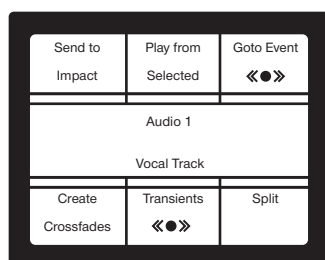 Send to Play from Goto Event
Impact Selected «●»
Audio 1
Vocal Track
Create Transients Split
Crossfades «●»